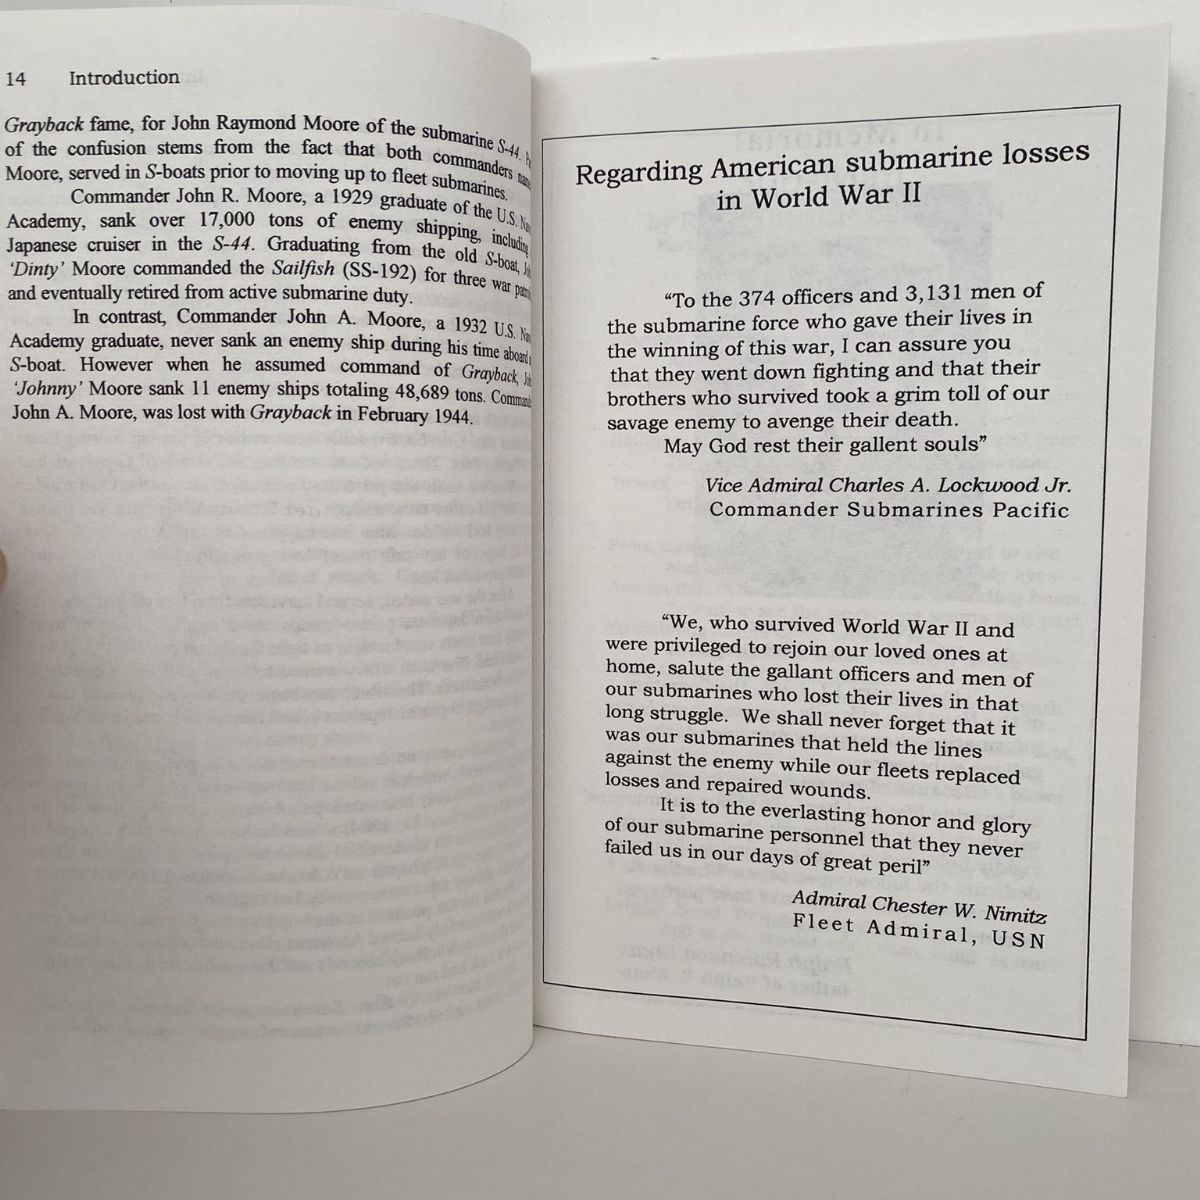 14 Introduction
Grayback fame, for John Raymond Moore of the submarine S-44.
of the confusion stems from the fact that both commanders
Moore, served in S-boats prior to moving up to fleet submarines.
Commander John R. Moore, a 1929 graduate of the U.S.
Academy, sank over 17,000 tons of enemy shipping, including
Japanese cruiser in the S-44. Graduating from the old S-boat,
‘Dinty’ Moore commanded the Sailfish (SS-192) for three war
and eventually retired from active submarine duty.
In contrast, Commander John A. Moore, a 1932 U.S.
Academy graduate, never sank an enemy ship during his time aboard
S-boat. However when he assumed command of Grayback,
‘Johnny’ Moore sank 11 enemy ships totaling 48,689 tons.
John A. Moore, was lost with Grayback in February 1944.
Regarding American submarine losses
in World War II
“To the 374 officers and 3,131 men of
the submarine force who gave their lives in
the winning of this war, I can assure you
that they went down fighting and that their
brothers who survived took a grim toll of our
savage enemy to avenge their death.
May God rest their gallent souls”
Vice Admiral Charles A. Lockwood Jr.
Commander Submarines Pacific
“We, who survived World War II and
were privileged to rejoin our loved ones at
home, salute the gallant officers and men of
our submarines who lost their lives in that
long struggle. We shall never forget that it
was our submarines that held the lines
against the enemy while our fleets replaced
losses and repaired wounds.
It is to the everlasting honor and glory
of our submarine personnel that they never
failed us in our days of great peril”
Admiral Chester W. Nimitz
Fleet Admiral, USN